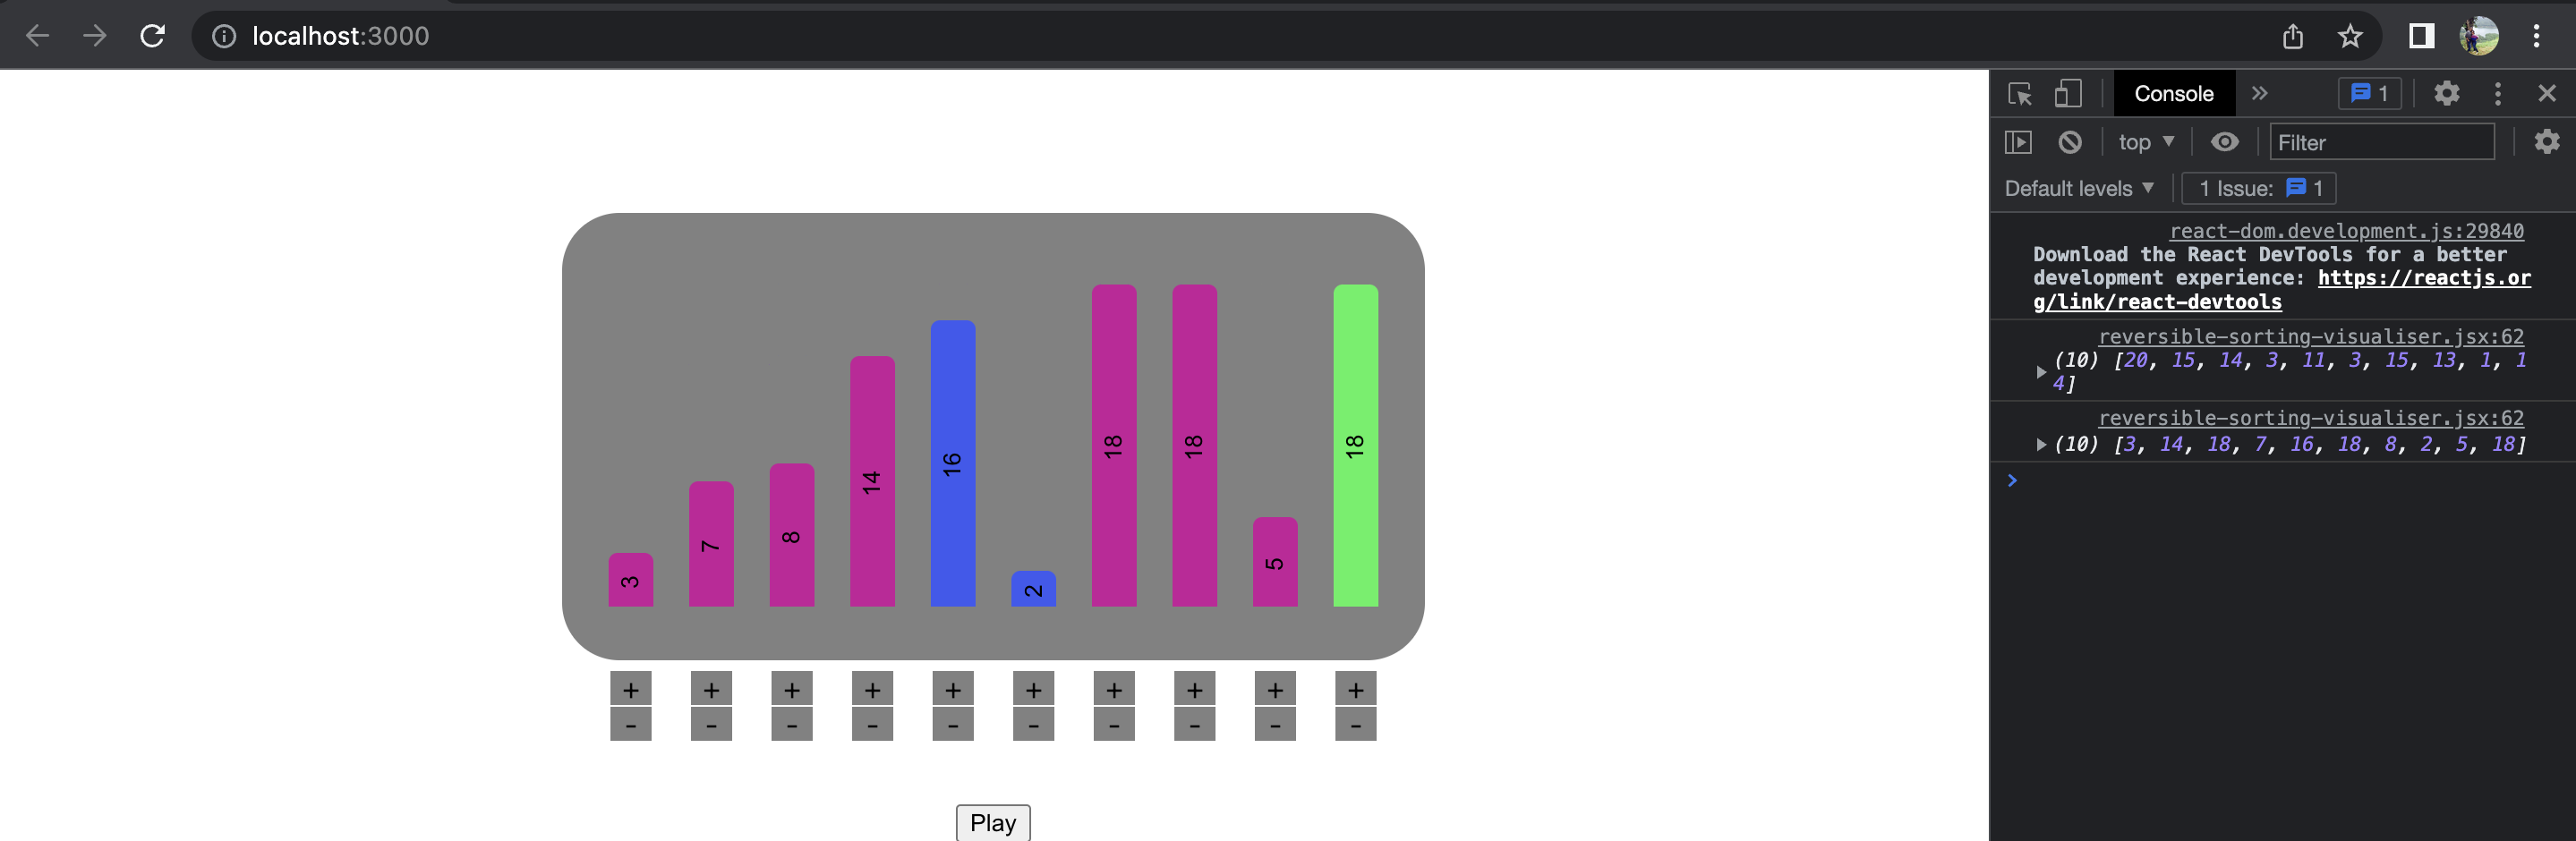 localhost:3000
Console
1
top
Filter
Default levels
1 Issue: 1
react-dom.development.js:29840
Download the React DevTools for a better
development experience: https://reactjs.or
g/link/react-devtools
reversible-sorting-visualiser.jsx:62
(10) [20, 15, 14, 3, 11, 3, 15, 13, 1, 1
4]
reversible-sorting-visualiser.jsx:62
(10) [3, 14, 18, 7, 16, 18, 8, 2, 5, 18]
3 7 8 14 16 2 18 18 5 18
+ + + + + + + + + +
- - - - - - - - - -
Play